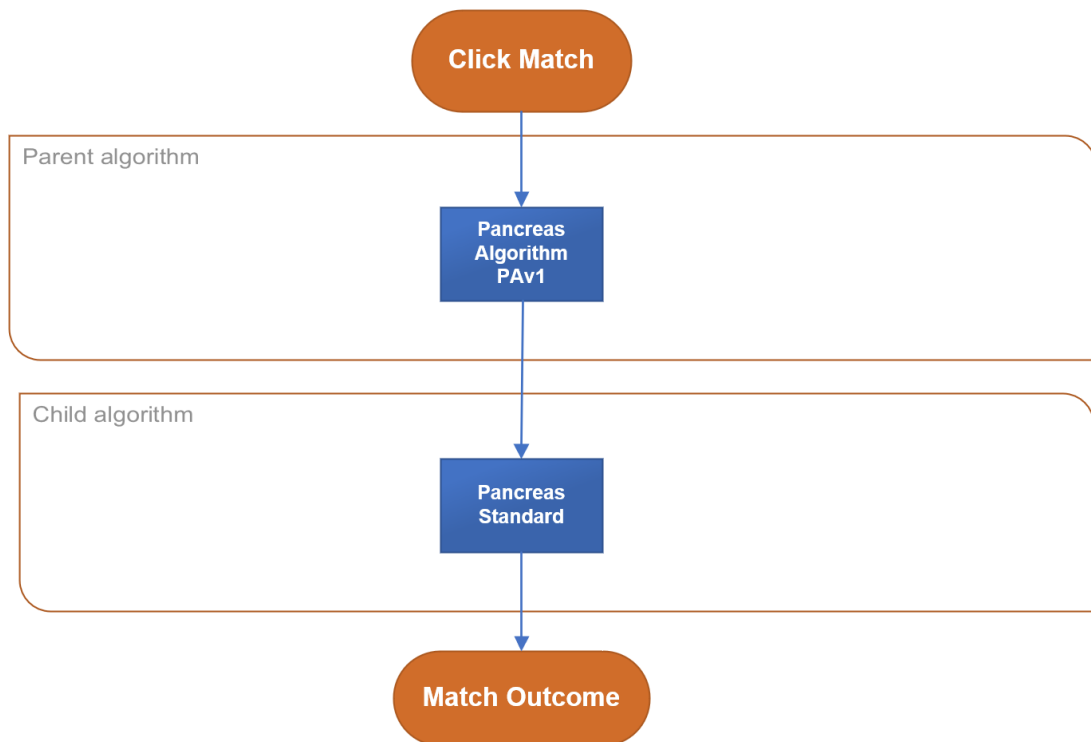 Click Match
Parent algorithm
Pancreas
Algorithm
PAv1
Child algorithm
Pancreas
Standard
Match Outcome